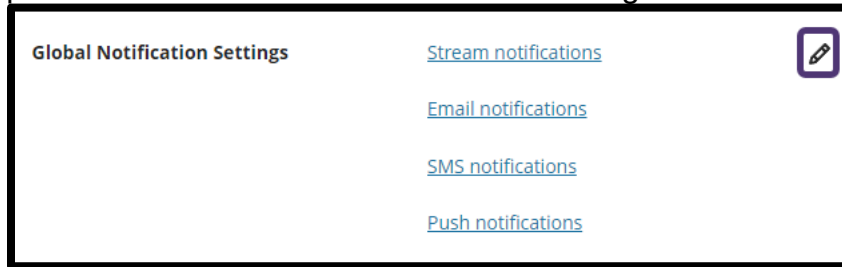 Global Notification Settings
Stream notifications
Email notifications
SMS notifications
Push notifications